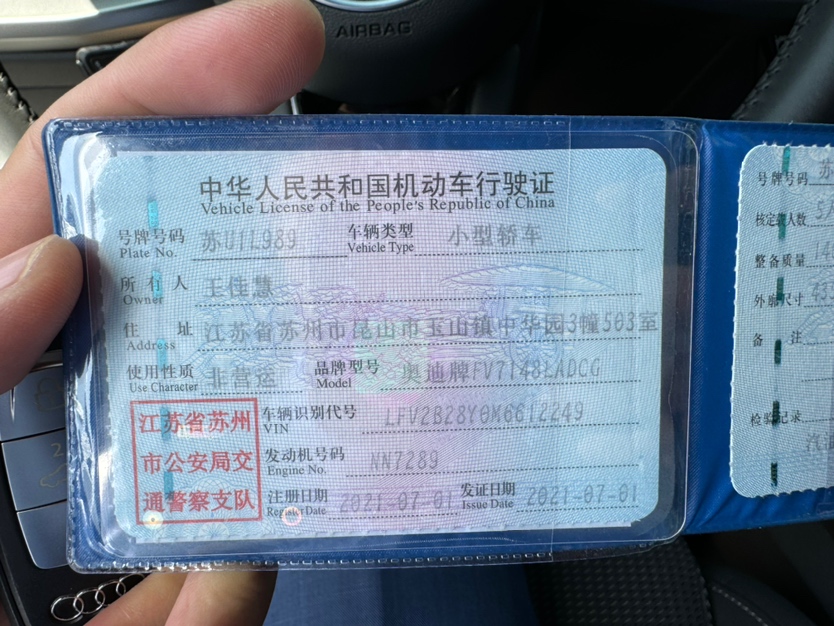 AIRBAG
中华人民共和国机动车行驶证
Vehicle License of the People's Republic of China
号牌号码 苏U1L989 车辆类型 小型轿车
Plate No. Vehicle Type
所有人 王佳慧
Owner
住址 江苏省苏州市昆山市玉山镇中华园3幢503室
Address
使用性质 非营运 品牌型号 奥迪牌FV7148LADCG
Use Character Model
江苏省苏州
市公安局交
通警察支队
车辆识别代号 LFV2B28Y0M6612249
VIN
发动机号码 NN7289
Engine No.
注册日期 2021-07-01 发证日期 2021-07-01
Register Date Issue Date
号牌号码 苏
核定载人数
整备质量
外廓尺寸
备注
检验记录